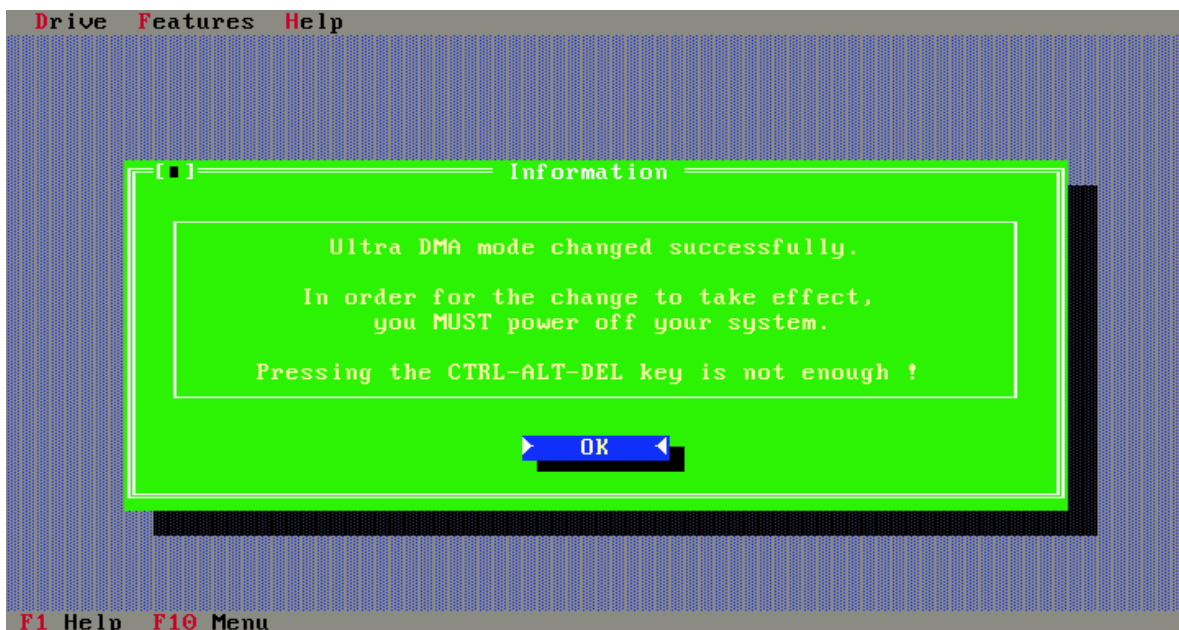 Drive Features Help
[■] Information
Ultra DMA mode changed successfully.
In order for the change to take effect,
you MUST power off your system.
Pressing the CTRL-ALT-DEL key is not enough !
OK
F1 Help F10 Menu